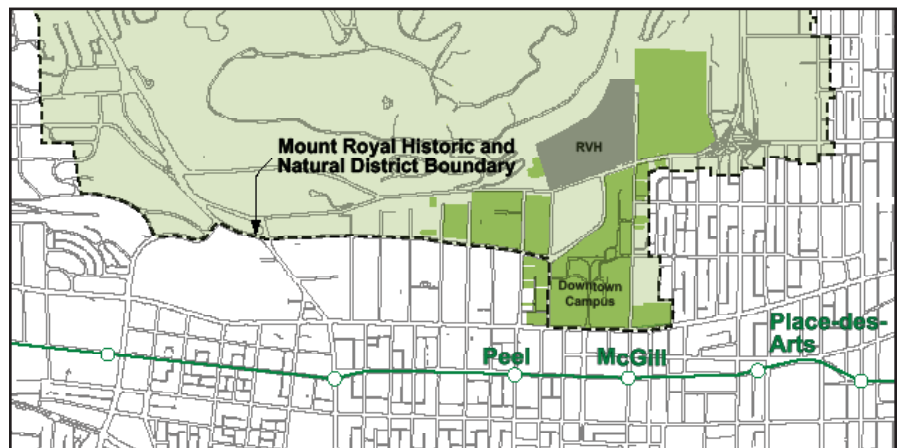 RVH
Mount Royal Historic and
Natural District Boundary
Downtown
Campus
Place-des-
Arts
Peel
McGill